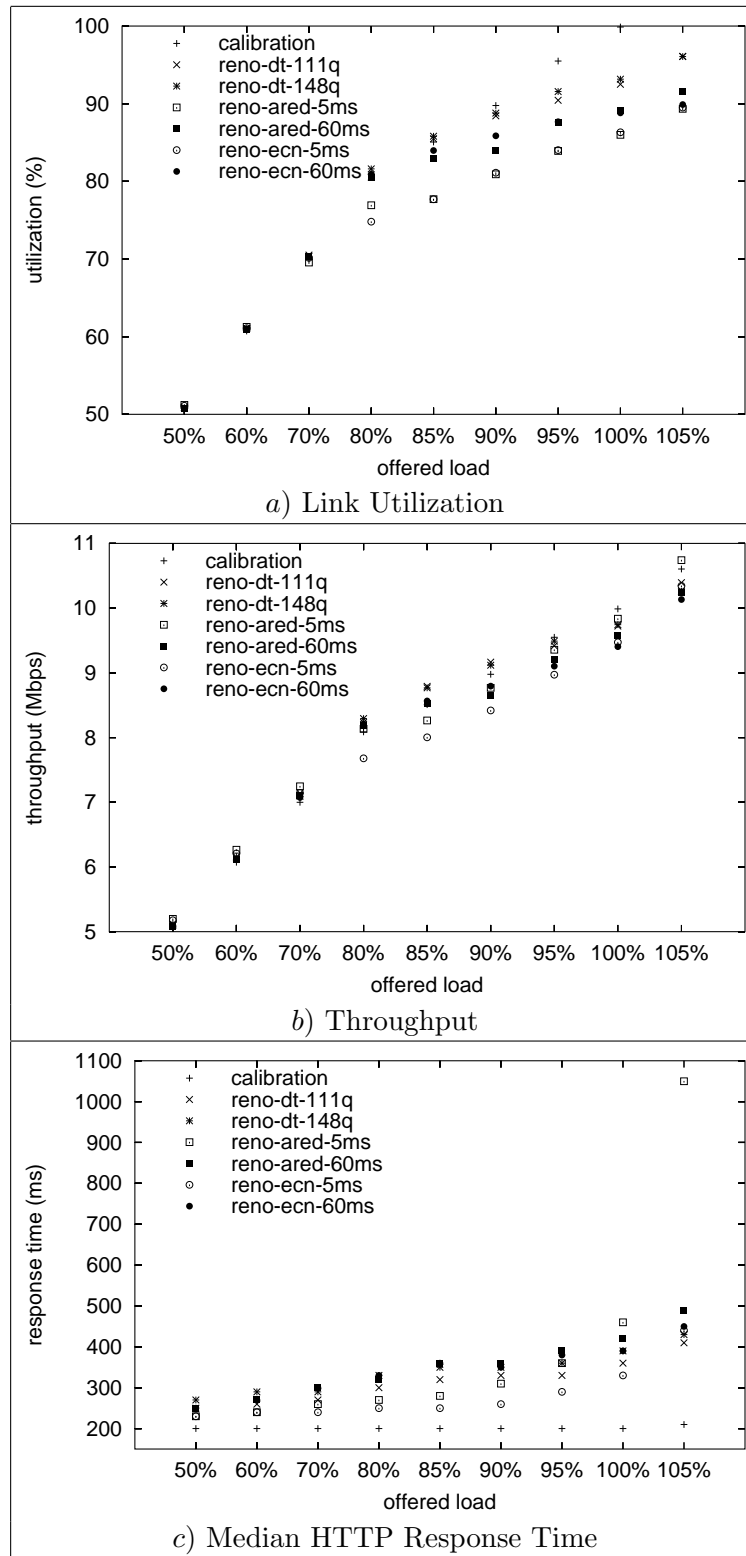 100
90
80
70
60
50
utilization (%)
calibration
reno-dt-111q
reno-dt-148q
reno-ared-5ms
reno-ared-60ms
reno-ecn-5ms
reno-ecn-60ms
50% 60% 70% 80% 85% 90% 95% 100% 105%
offered load
a) Link Utilization
11
10
9
8
7
6
5
throughput (Mbps)
calibration
reno-dt-111q
reno-dt-148q
reno-ared-5ms
reno-ared-60ms
reno-ecn-5ms
reno-ecn-60ms
50% 60% 70% 80% 85% 90% 95% 100% 105%
offered load
b) Throughput
1100
1000
900
800
700
600
500
400
300
200
response time (ms)
calibration
reno-dt-111q
reno-dt-148q
reno-ared-5ms
reno-ared-60ms
reno-ecn-5ms
reno-ecn-60ms
50% 60% 70% 80% 85% 90% 95% 100% 105%
offered load
c) Median HTTP Response Time